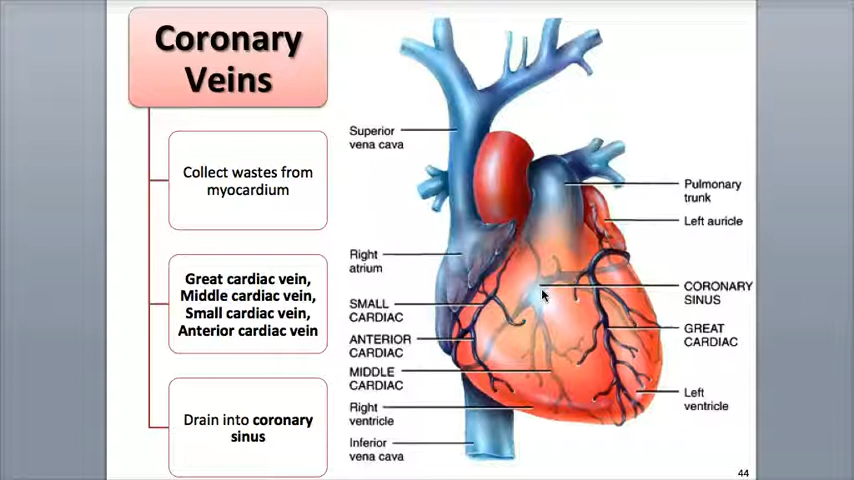 Coronary
Veins
Collect wastes from
myocardium
Great cardiac vein,
Middle cardiac vein,
Small cardiac vein,
Anterior cardiac vein
Drain into coronary
sinus
Superior
vena cava
Right
atrium
SMALL
CARDIAC
ANTERIOR
CARDIAC
MIDDLE
CARDIAC
Right
ventricle
Inferior
vena cava
Pulmonary
trunk
Left auricle
CORONARY
SINUS
GREAT
CARDIAC
Left
ventricle
44